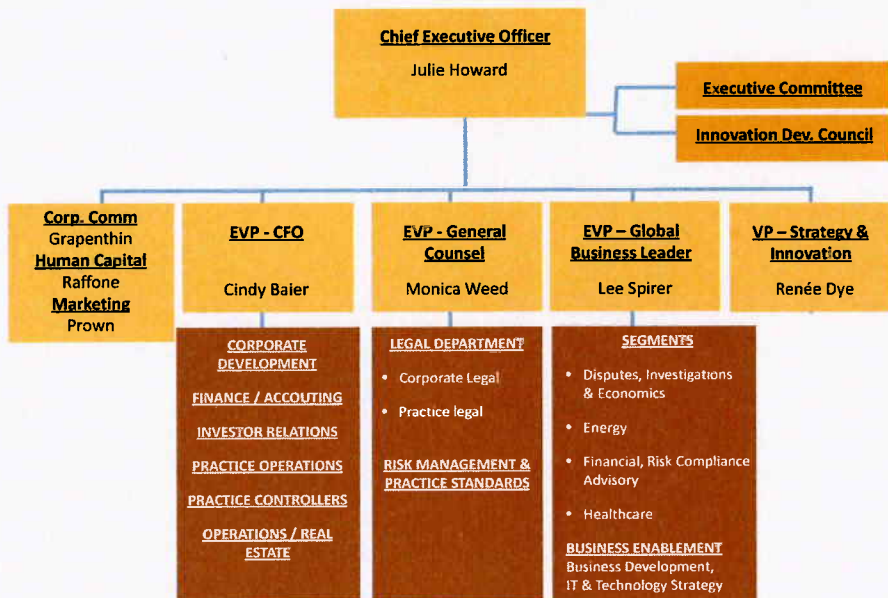 Chief Executive Officer
Julie Howard
Executive Committee
Innovation Dev. Council
Corp. Comm
Grapenthin
Human Capital
Raffone
Marketing
Prown
EVP - CFO
Cindy Baier
EVP - General
Counsel
Monica Weed
EVP – Global
Business Leader
Lee Spirer
VP – Strategy &
Innovation
Renée Dye
CORPORATE
DEVELOPMENT
FINANCE / ACCOUTING
INVESTOR RELATIONS
PRACTICE OPERATIONS
PRACTICE CONTROLLERS
OPERATIONS / REAL
ESTATE
LEGAL DEPARTMENT
• Corporate Legal
• Practice legal
RISK MANAGEMENT &
PRACTICE STANDARDS
SEGMENTS
• Disputes, Investigations
& Economics
• Energy
• Financial, Risk Compliance
Advisory
• Healthcare
BUSINESS ENABLEMENT
Business Development,
IT & Technology Strategy